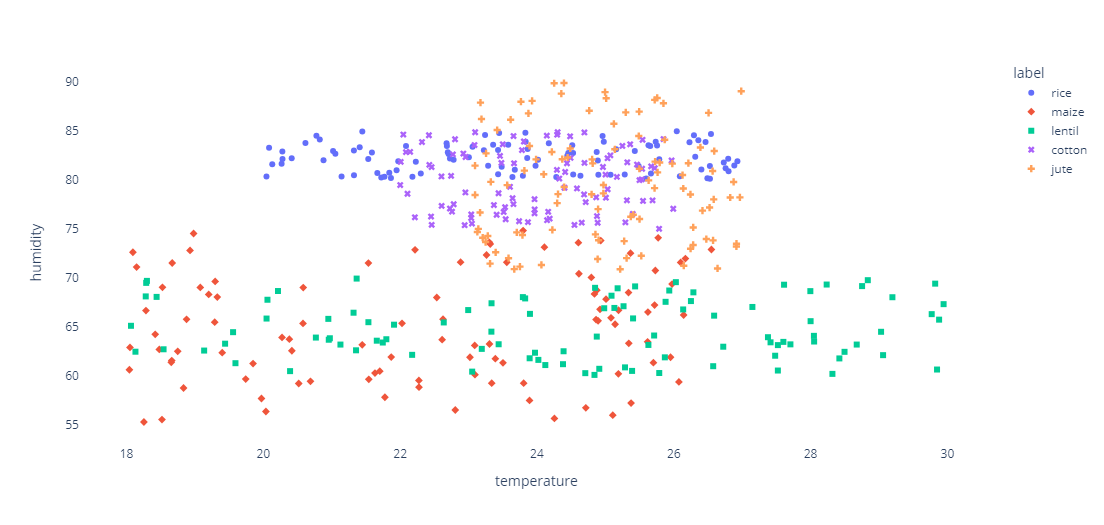 label
rice
maize
lentil
cotton
jute
90
85
80
75
70
65
60
55
humidity
18 20 22 24 26 28 30
temperature